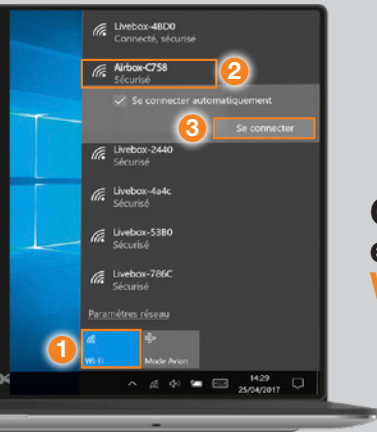 Livebox-4BD0
Connecté, sécurisé
Airbox-C758
Sécurisé
2
Se connecter automatiquement
3
Se connecter
Livebox-2440
Sécurisé
Livebox-4a4c
Sécurisé
Livebox-53B0
Sécurisé
Livebox-786C
Sécurisé
Paramètres réseau
1
Wi-Fi
Mode Avion
14:29
25/04/2017